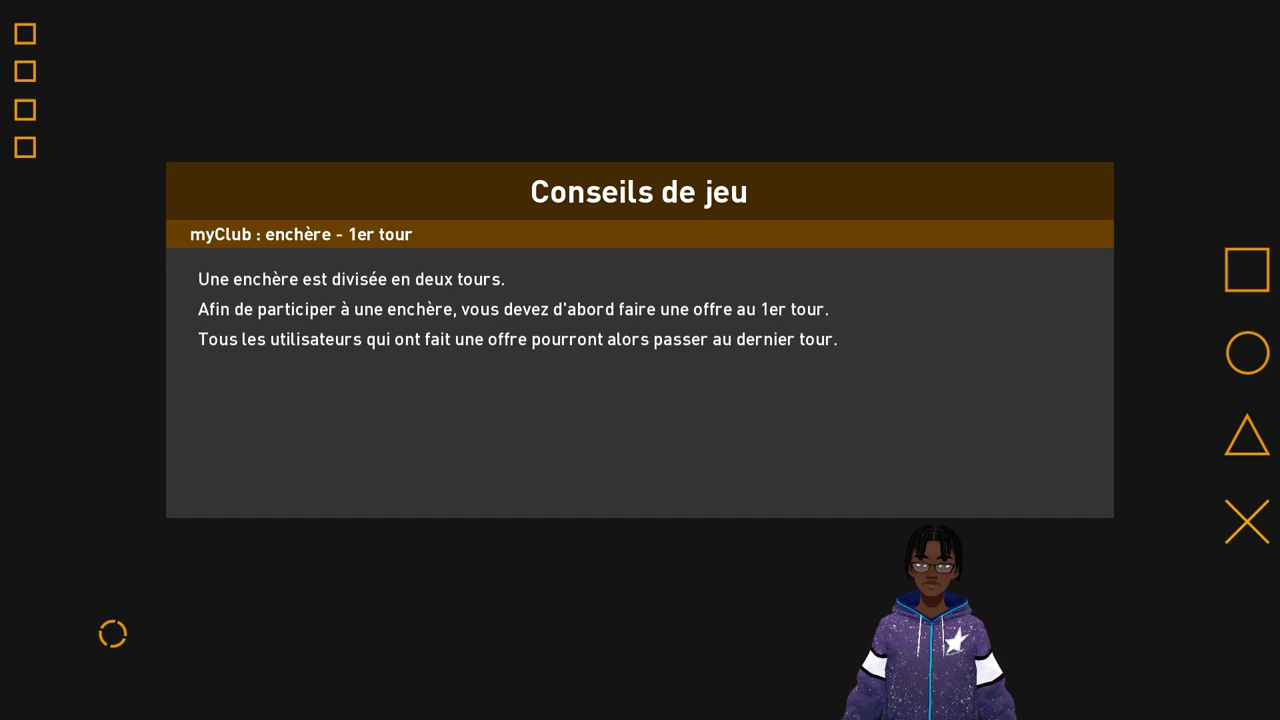 Conseils de jeu
myClub : enchère - 1er tour
Une enchère est divisée en deux tours.
Afin de participer à une enchère, vous devez d'abord faire une offre au 1er tour.
Tous les utilisateurs qui ont fait une offre pourront alors passer au dernier tour.